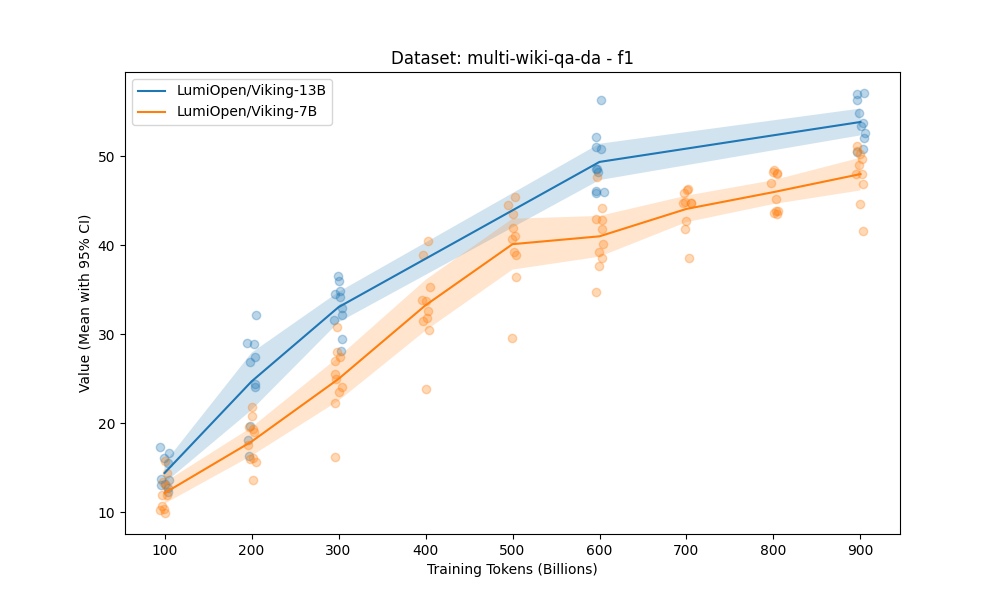 Dataset: multi-wiki-qa-da - f1
LumiOpen/Viking-13B
LumiOpen/Viking-7B
Value (Mean with 95% CI)
50
40
30
20
10
100 200 300 400 500 600 700 800 900
Training Tokens (Billions)